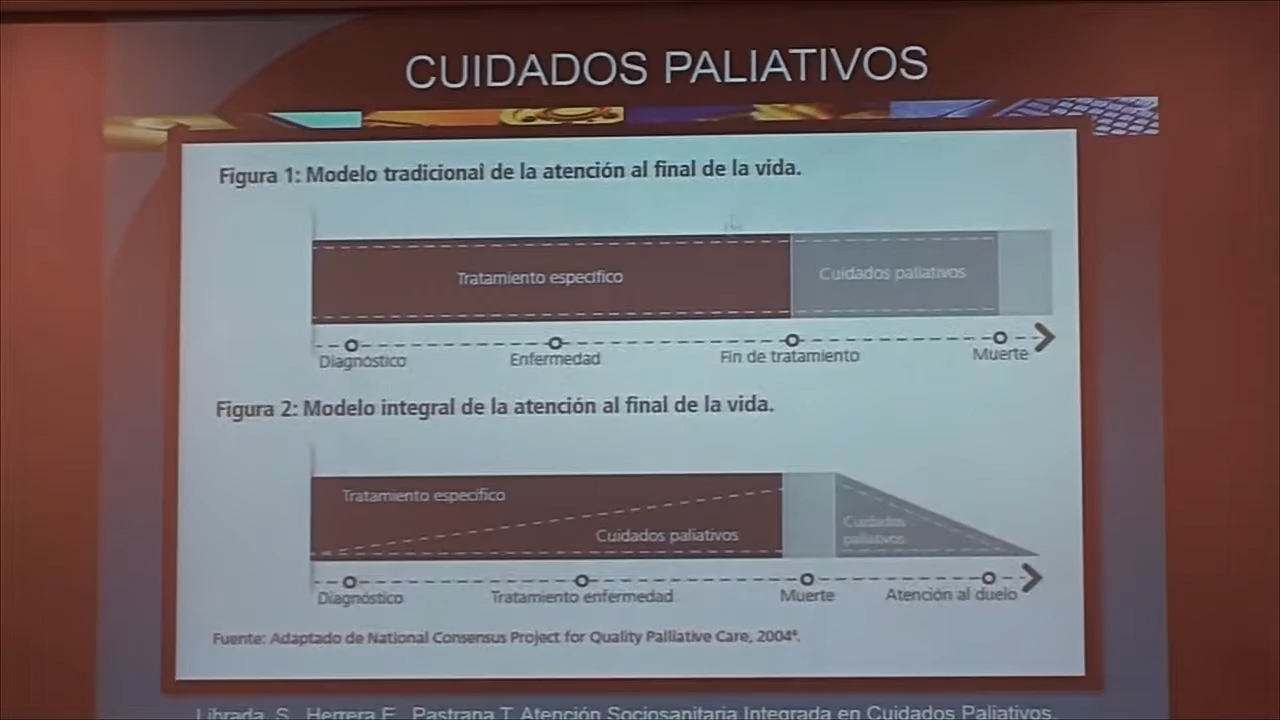 CUIDADOS PALIATIVOS
Figura 1: Modelo tradicional de la atención al final de la vida.
Tratamiento específico
Cuidados paliativos
Diagnóstico
Enfermedad
Fin de tratamiento
Muerte
Figura 2: Modelo integral de la atención al final de la vida.
Tratamiento específico
Cuidados paliativos
Cuidados
paliativos
Diagnóstico
Tratamiento enfermedad
Muerte
Atención al duelo
Fuente: Adaptado de National Consensus Project for Quality Palliative Care, 2004⁴.
Librada, S., Herrera E., Pastrana T. Atención Sociosanitaria Integrada en Cuidados Paliativos.